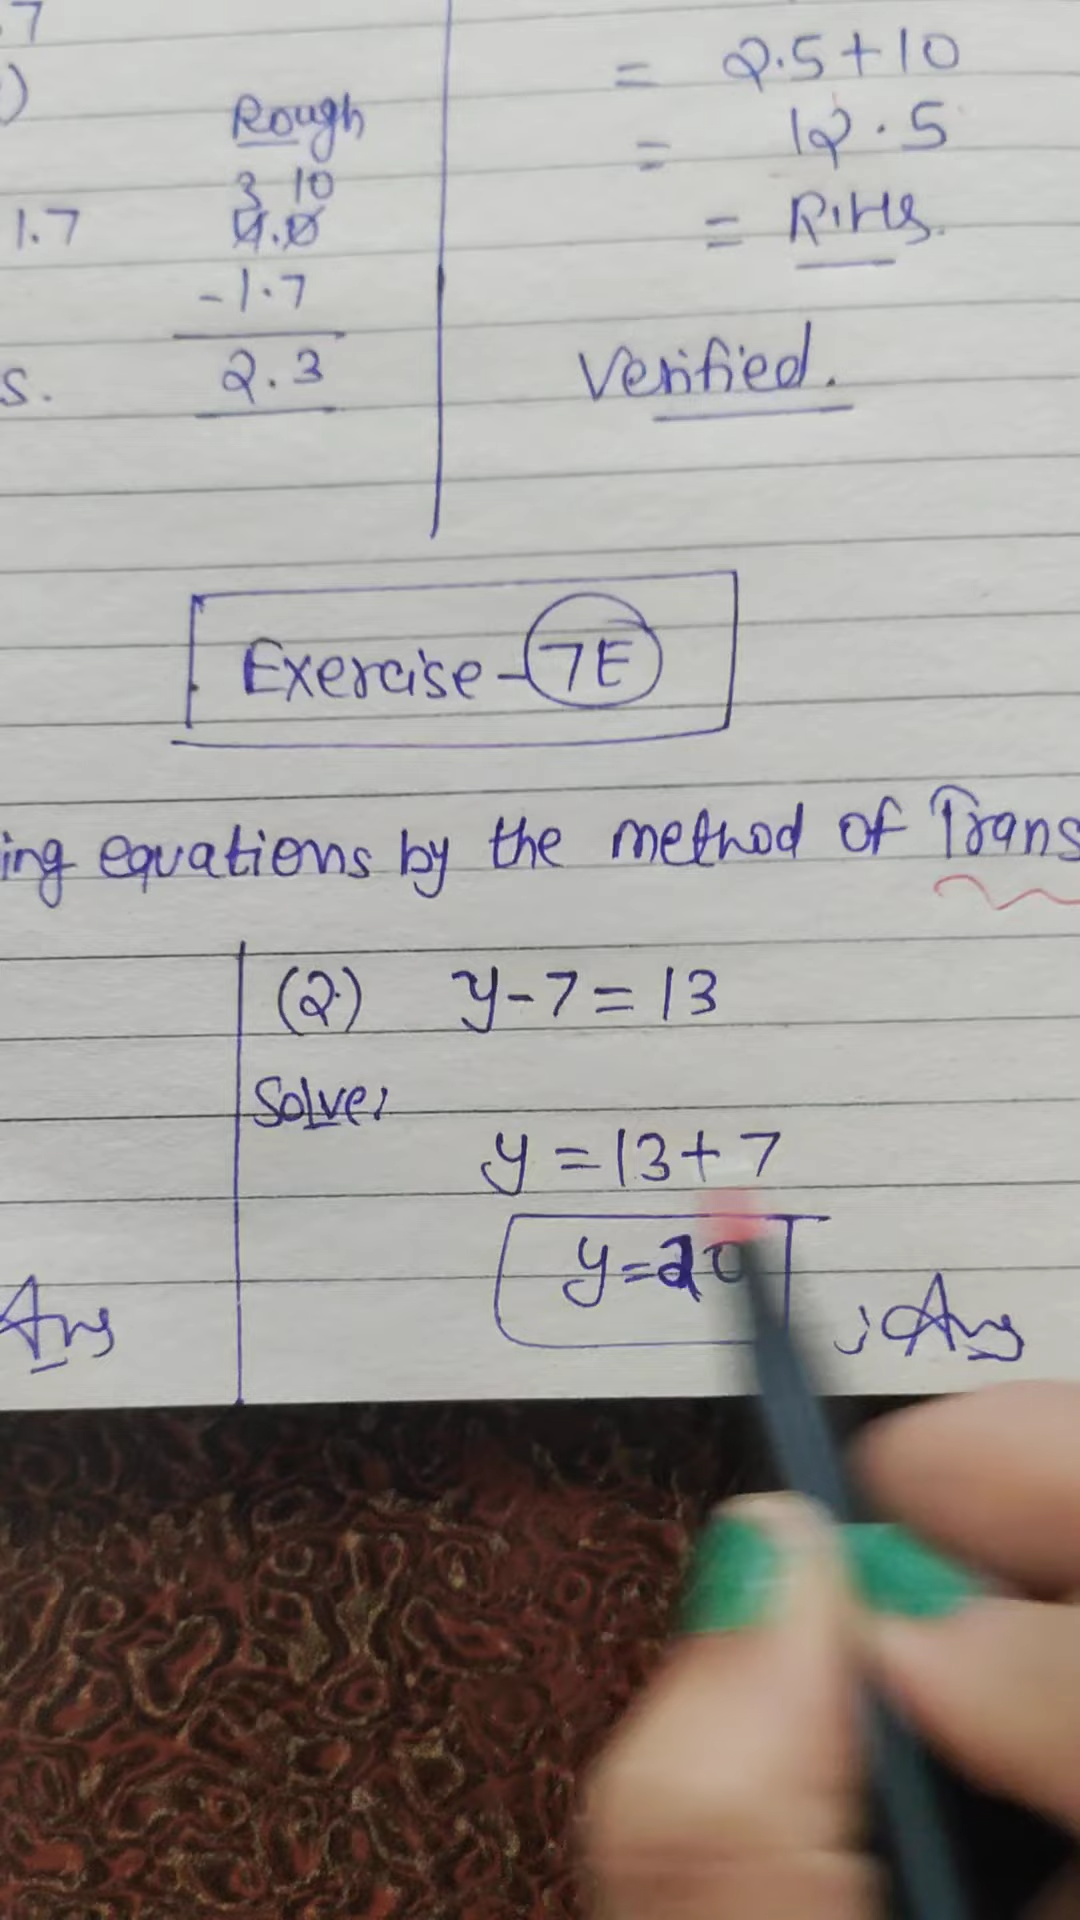 .7
)
Rough
3 10
1.7 4.0
-1.7
s. 2.3
= 2.5+10
= 12.5
= R.H.S.
Verified.
Exercise - 7E
ing equations by the method of Trans
Ans
(2) y-7=13
Solve:
y = 13+7
y=20 ; Ans